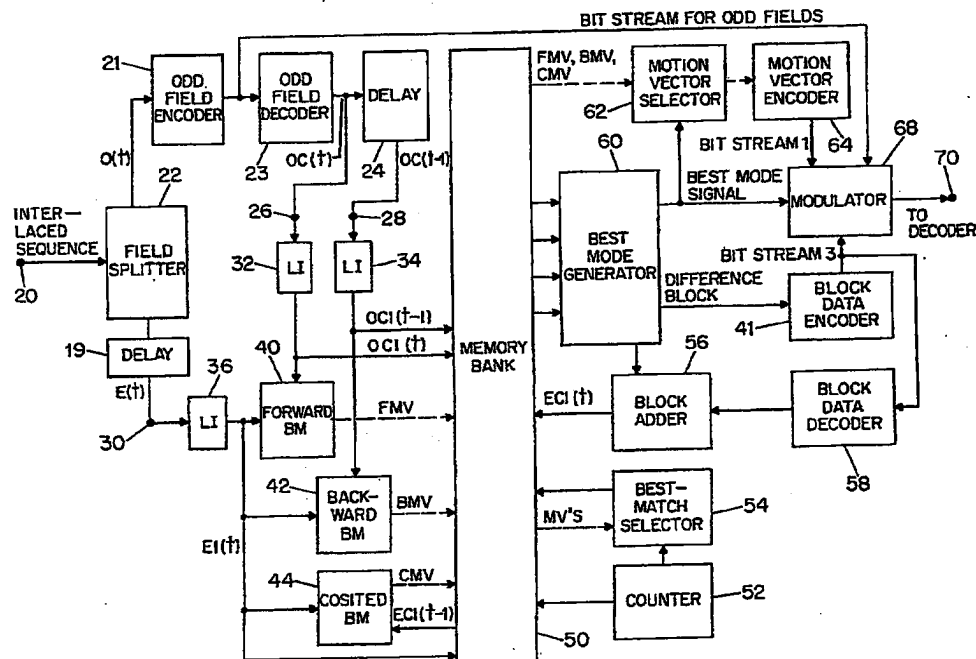 BIT STREAM FOR ODD FIELDS
21
ODD
FIELD
ENCODER
ODD
FIELD
DECODER
23
DELAY
24
OC(t)
OC(t-1)
O(t)
22
FIELD
SPLITTER
INTER-
LACED
SEQUENCE
20
19
DELAY
E(t)
30
36
LI
26
28
32
LI
34
LI
OCI(t-1)
OCI(t)
40
FORWARD
BM
FMV
42
BACK-
WARD
BM
BMV
EI(t)
44
COSITED
BM
CMV
ECI(t-1)
MEMORY
BANK
50
FMV, BMV,
CMV
62
MOTION
VECTOR
SELECTOR
MOTION
VECTOR
ENCODER
64
BIT STREAM 1
68
60
BEST
MODE
GENERATOR
BEST MODE
SIGNAL
MODULATOR
70
TO
DECODER
BIT STREAM 3
DIFFERENCE
BLOCK
41
BLOCK
DATA
ENCODER
56
ECI(t)
BLOCK
ADDER
BLOCK
DATA
DECODER
58
MV'S
BEST-
MATCH
SELECTOR
54
COUNTER
52